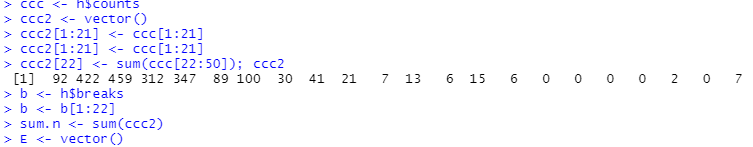 > ccc <- h$counts
> ccc2 <- vector()
> ccc2[1:21] <- ccc[1:21]
> ccc2[1:21] <- ccc[1:21]
> ccc2[22] <- sum(ccc[22:50]); ccc2
 [1]  92 422 459 312 347  89 100  30  41  21   7  13   6  15   6   0   0   0   0   2   0   7
> b <- h$breaks
> b <- b[1:22]
> sum.n <- sum(ccc2)
> E <- vector()